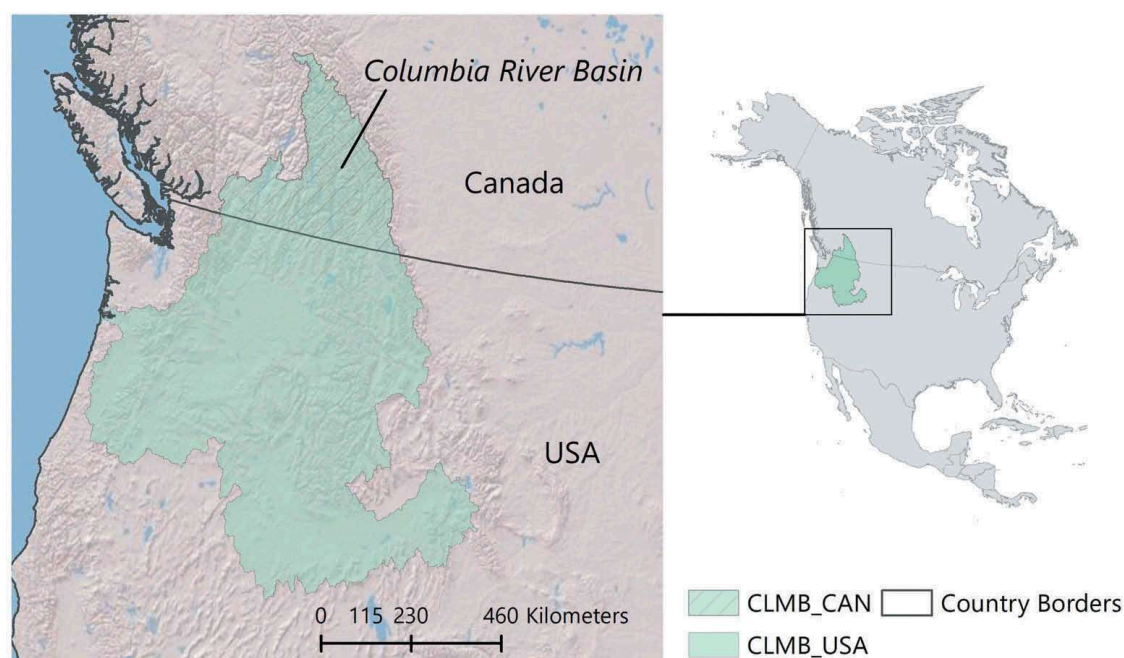 Columbia River Basin
Canada
USA
0 115 230 460 Kilometers
CLMB_CAN
Country Borders
CLMB_USA